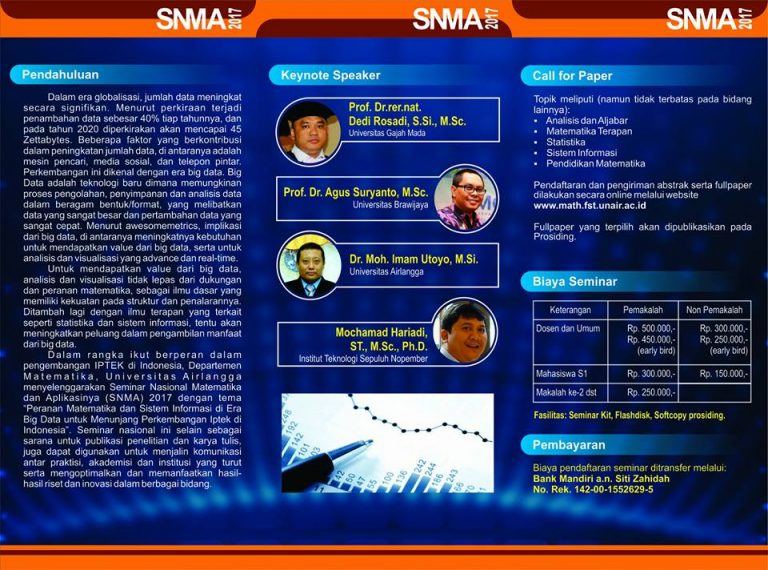 SNMA 2017
Pendahuluan
Dalam era globalisasi, jumlah data meningkat
secara signifikan. Menurut perkiraan terjadi
penambahan data sebesar 40% tiap tahunnya, dan
pada tahun 2020 diperkirakan akan mencapai 45
Zettabytes. Beberapa faktor yang berkontribusi
dalam peningkatan jumlah data, di antaranya adalah
mesin pencari, media sosial, dan telepon pintar.
Perkembangan ini dikenal dengan era big data. Big
Data adalah teknologi baru dimana memungkinan
proses pengolahan, penyimpanan dan analisis data
dalam beragam bentuk/format, yang melibatkan
data yang sangat besar dan pertambahan data yang
sangat cepat. Menurut awesomemetrics, implikasi
dari big data, di antaranya meningkatnya kebutuhan
untuk mendapatkan value dari big data, serta untuk
analisis dan visualisasi yang advance dan real-time.
Untuk mendapatkan value dari big data,
analisis dan visualisasi tidak lepas dari dukungan
dan peranan matematika, sebagai ilmu dasar yang
memiliki kekuatan pada struktur dan penalarannya.
Ditambah lagi dengan ilmu terapan yang terkait
seperti statistika dan sistem informasi, tentu akan
meningkatkan peluang dalam pengambilan manfaat
dari big data.
Dalam rangka ikut berperan dalam
pengembangan IPTEK di Indonesia, Departemen
Matematika, Universitas Airlangga
menyelenggarakan Seminar Nasional Matematika
dan Aplikasinya (SNMA) 2017 dengan tema
"Peranan Matematika dan Sistem Informasi di Era
Big Data untuk Menunjang Perkembangan Iptek di
Indonesia". Seminar nasional ini selain sebagai
sarana untuk publikasi penelitian dan karya tulis,
juga dapat digunakan untuk menjalin komunikasi
antar praktisi, akademisi dan institusi yang turut
serta mengoptimalkan dan memanfaatkan hasil-
hasil riset dan inovasi dalam berbagai bidang.
SNMA 2017
Keynote Speaker
Prof. Dr.rer.nat.
Dedi Rosadi, S.Si., M.Sc.
Universitas Gajah Mada
Prof. Dr. Agus Suryanto, M.Sc.
Universitas Brawijaya
Dr. Moh. Imam Utoyo, M.Si.
Universitas Airlangga
Mochamad Hariadi,
ST., M.Sc., Ph.D.
Institut Teknologi Sepuluh Nopember
SNMA 2017
Call for Paper
Topik meliputi (namun tidak terbatas pada bidang
lainnya):
▪ Analisis dan Aljabar
▪ Matematika Terapan
▪ Statistika
▪ Sistem Informasi
▪ Pendidikan Matematika
Pendaftaran dan pengiriman abstrak serta fullpaper
dilakukan secara online melalui website
www.math.fst.unair.ac.id
Fullpaper yang terpilih akan dipublikasikan pada
Prosiding.
Biaya Seminar
Keterangan Pemakalah Non Pemakalah
Dosen dan Umum Rp. 500.000,- Rp. 300.000,-
Rp. 450.000,- Rp. 250.000,-
(early bird) (early bird)
Mahasiswa S1 Rp. 300.000,- Rp. 150.000,-
Makalah ke-2 dst Rp. 250.000,-
Fasilitas: Seminar Kit, Flashdisk, Softcopy prosiding.
Pembayaran
Biaya pendaftaran seminar ditransfer melalui:
Bank Mandiri a.n. Siti Zahidah
No. Rek. 142-00-1552629-5